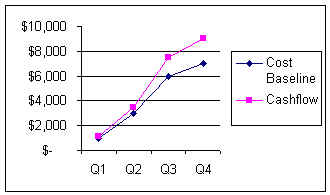 $10,000
$8,000
$6,000
$4,000
$2,000
$-
Q1 Q2 Q3 Q4
Cost
Baseline
Cashflow